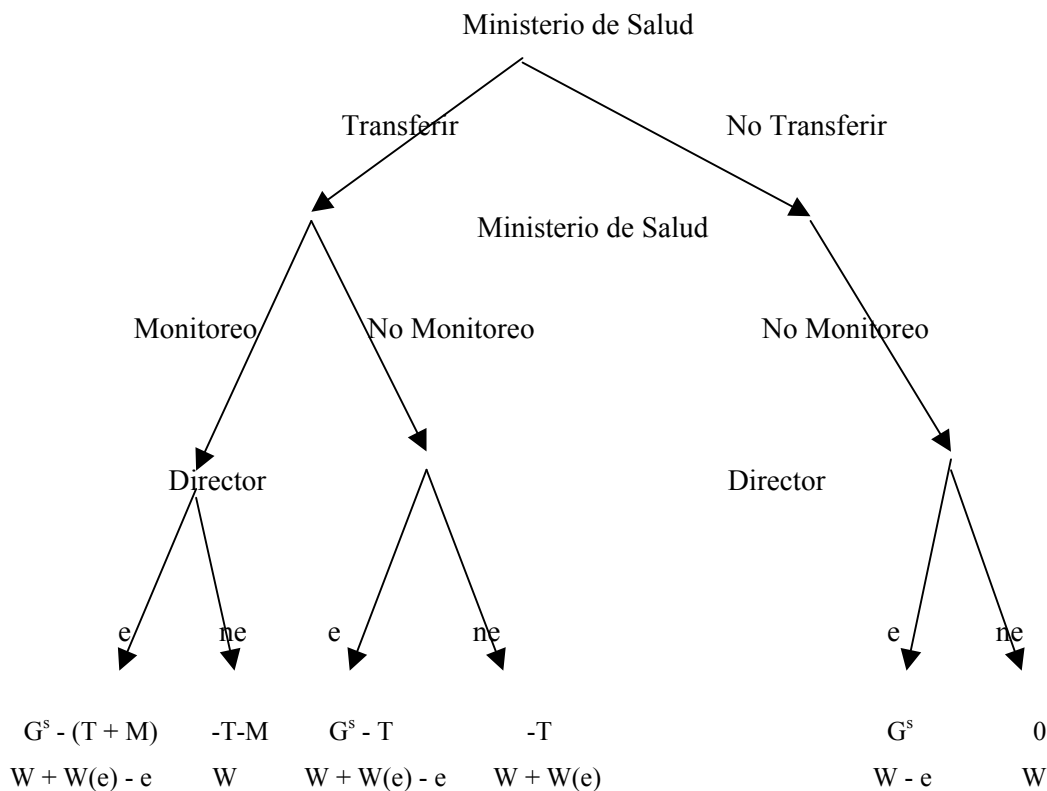 Ministerio de Salud
Transferir No Transferir
Ministerio de Salud
Monitoreo No Monitoreo No Monitoreo
Director Director
e ne e ne e ne
Gˢ - (T + M) -T-M Gˢ - T -T Gˢ 0
W + W(e) - e W W + W(e) - e W + W(e) W - e W